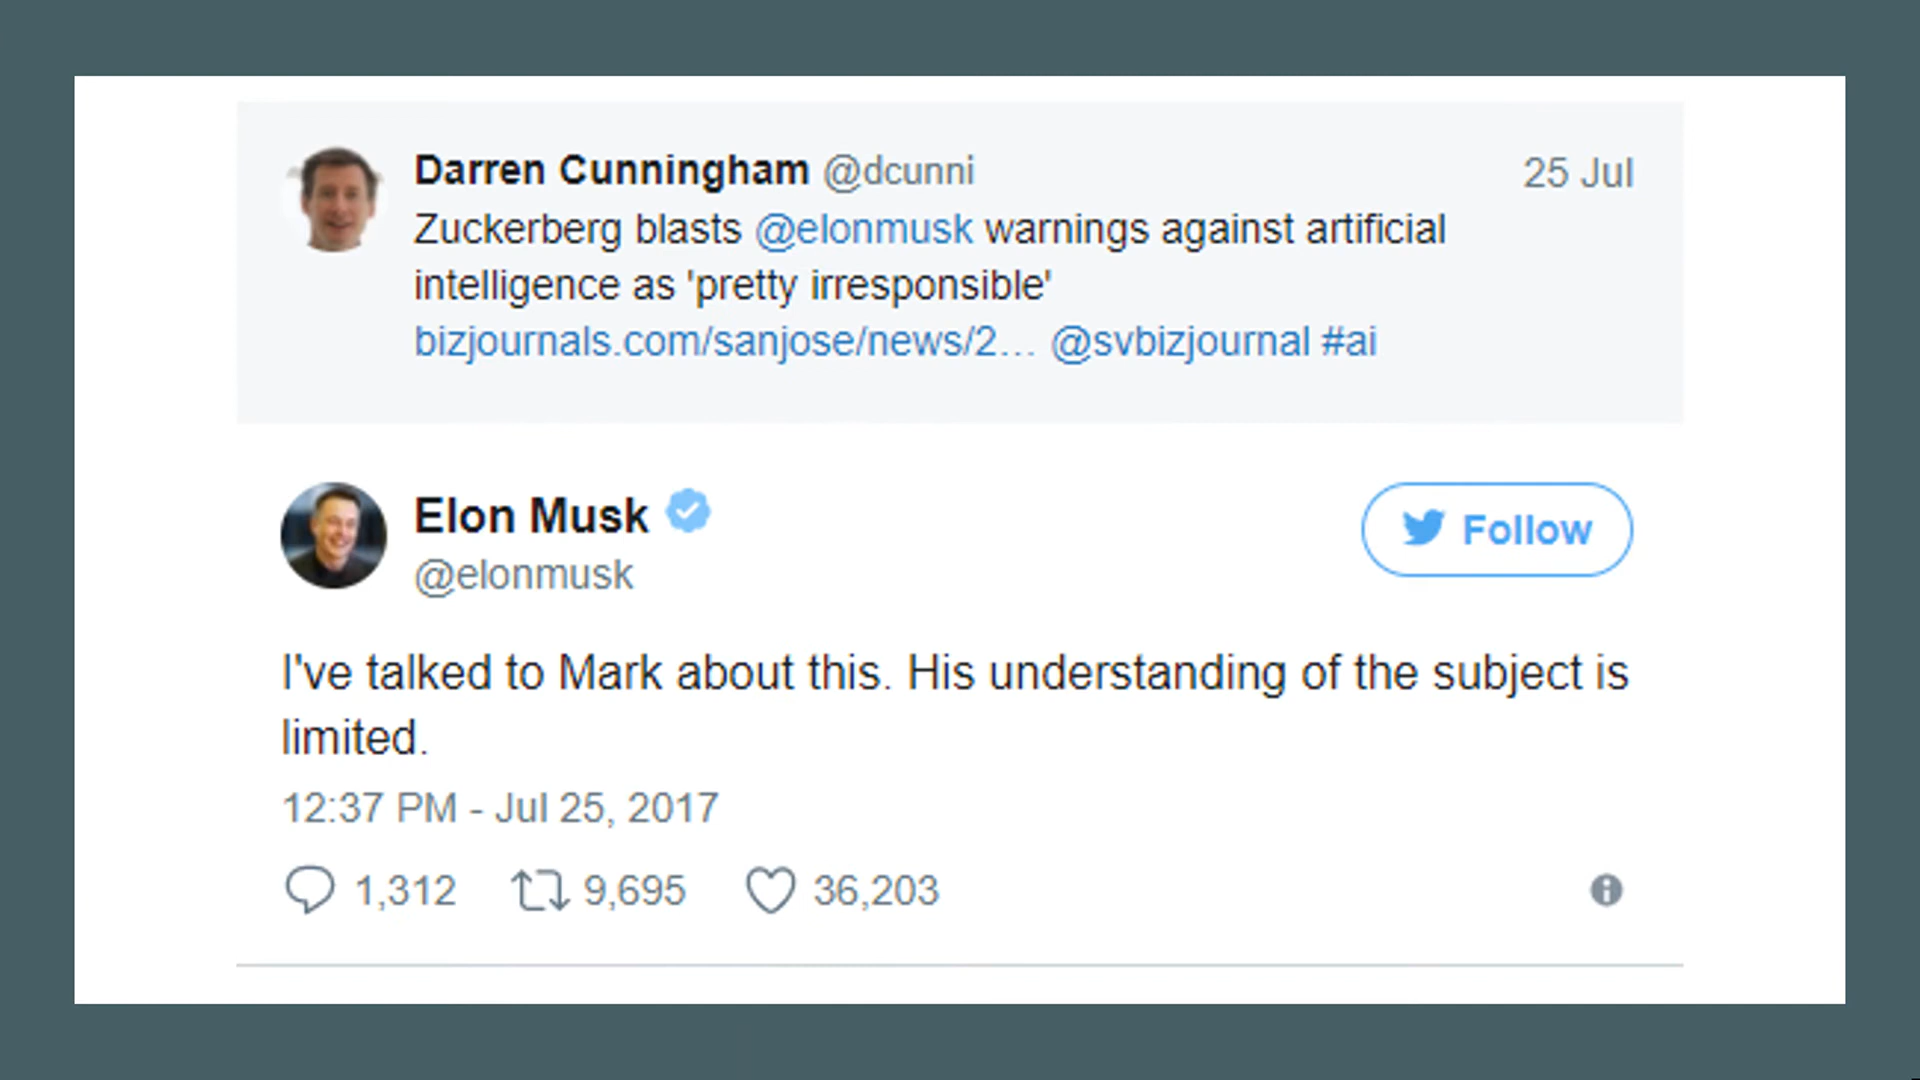 Darren Cunningham @dcunni 25 Jul
Zuckerberg blasts @elonmusk warnings against artificial
intelligence as 'pretty irresponsible'
bizjournals.com/sanjose/news/2… @svbizjournal #ai
Elon Musk
@elonmusk
Follow
I've talked to Mark about this. His understanding of the subject is
limited.
12:37 PM - Jul 25, 2017
1,312 9,695 36,203